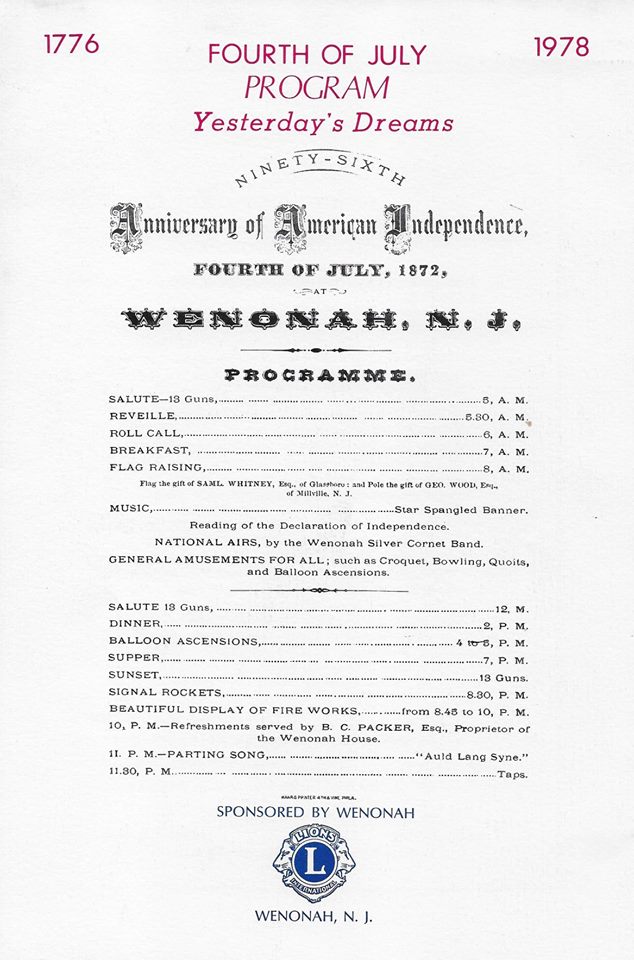 1776
FOURTH OF JULY
1978
PROGRAM
Yesterday's Dreams
NINETY-SIXTH
Anniversary of American Independence,
FOURTH OF JULY, 1872,
AT
WENONAH, N. J.
PROGRAMME.
SALUTE—13 Guns,..............................5, A. M.
REVEILLE,..............................5.30, A. M.
ROLL CALL,..............................6, A. M.
BREAKFAST,..............................7, A. M.
FLAG RAISING,..............................8, A. M.
Flag the gift of SAML. WHITNEY, Esq., of Glassboro; and Pole the gift of GEO. WOOD, Esq.,
of Millville, N. J.
MUSIC,..............................Star Spangled Banner.
Reading of the Declaration of Independence.
NATIONAL AIRS, by the Wenonah Silver Cornet Band.
GENERAL AMUSEMENTS FOR ALL; such as Croquet, Bowling, Quoits,
and Balloon Ascensions.
SALUTE 13 Guns,..............................12, M.
DINNER,..............................2, P. M.
BALLOON ASCENSIONS,..............................4 to 5, P. M.
SUPPER,..............................7, P. M.
SUNSET,..............................13 Guns.
SIGNAL ROCKETS,..............................8.30, P. M.
BEAUTIFUL DISPLAY OF FIRE WORKS,..........from 8.45 to 10, P. M.
10, P. M.—Refreshments served by B. C. PACKER, Esq., Proprietor of
the Wenonah House.
11. P. M.—PARTING SONG,.............................."Auld Lang Syne."
11.30, P. M..............................Taps.
PRINTER 4TH & VINE, PHILA.
SPONSORED BY WENONAH
LIONS
L
INTERNATIONAL
WENONAH, N. J.